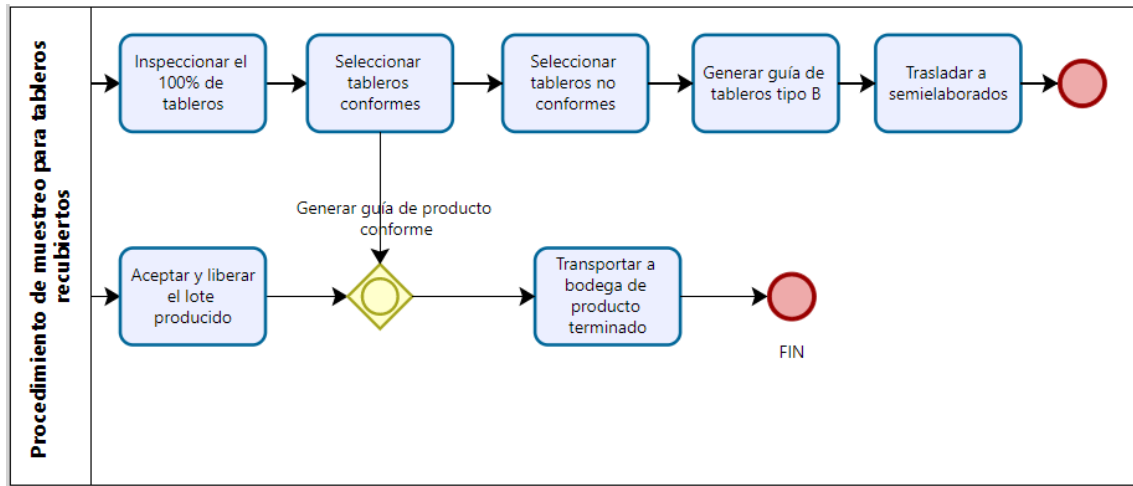 Procedimiento de muestreo para tableros
recubiertos
Inspeccionar el
100% de
tableros
Seleccionar
tableros
conformes
Seleccionar
tableros no
conformes
Generar guía de
tableros tipo B
Trasladar a
semielaborados
Generar guía de producto
conforme
Aceptar y liberar
el lote
producido
Transportar a
bodega de
producto
terminado
FIN